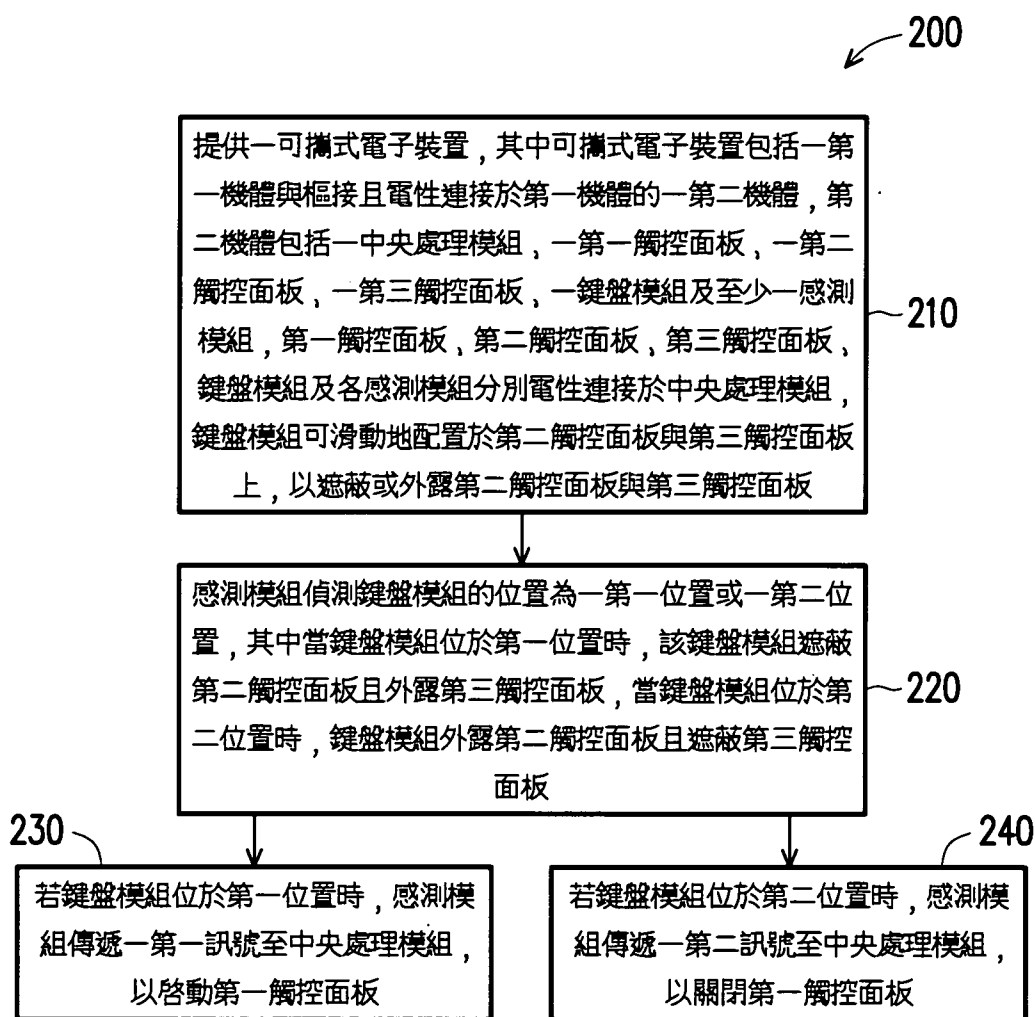 200
提供一可攜式電子裝置，其中可攜式電子裝置包括一第
一機體與樞接且電性連接於第一機體的一第二機體，第
二機體包括一中央處理模組、一第一觸控面板、一第二
觸控面板、一第三觸控面板、一鍵盤模組及至少一感測
模組，第一觸控面板、第二觸控面板、第三觸控面板、
鍵盤模組及各感測模組分別電性連接於中央處理模組，
鍵盤模組可滑動地配置於第二觸控面板與第三觸控面板
上，以遮蔽或外露第二觸控面板與第三觸控面板
210
感測模組偵測鍵盤模組的位置為一第一位置或一第二位
置，其中當鍵盤模組位於第一位置時，該鍵盤模組遮蔽
第二觸控面板且外露第三觸控面板，當鍵盤模組位於第
二位置時，鍵盤模組外露第二觸控面板且遮蔽第三觸控
面板
220
230
若鍵盤模組位於第一位置時，感測模
組傳遞一第一訊號至中央處理模組，
以啓動第一觸控面板
240
若鍵盤模組位於第二位置時，感測模
組傳遞一第二訊號至中央處理模組，
以關閉第一觸控面板